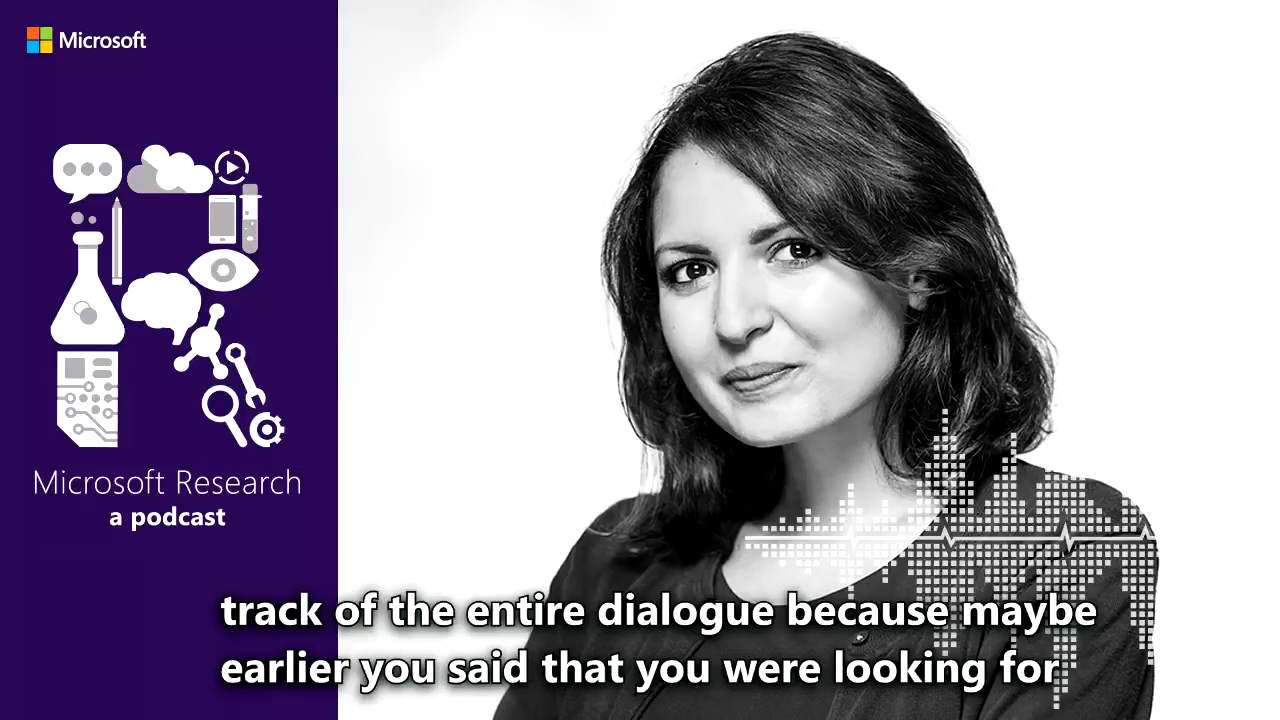 Microsoft
Microsoft Research
a podcast
track of the entire dialogue because maybe
earlier you said that you were looking for